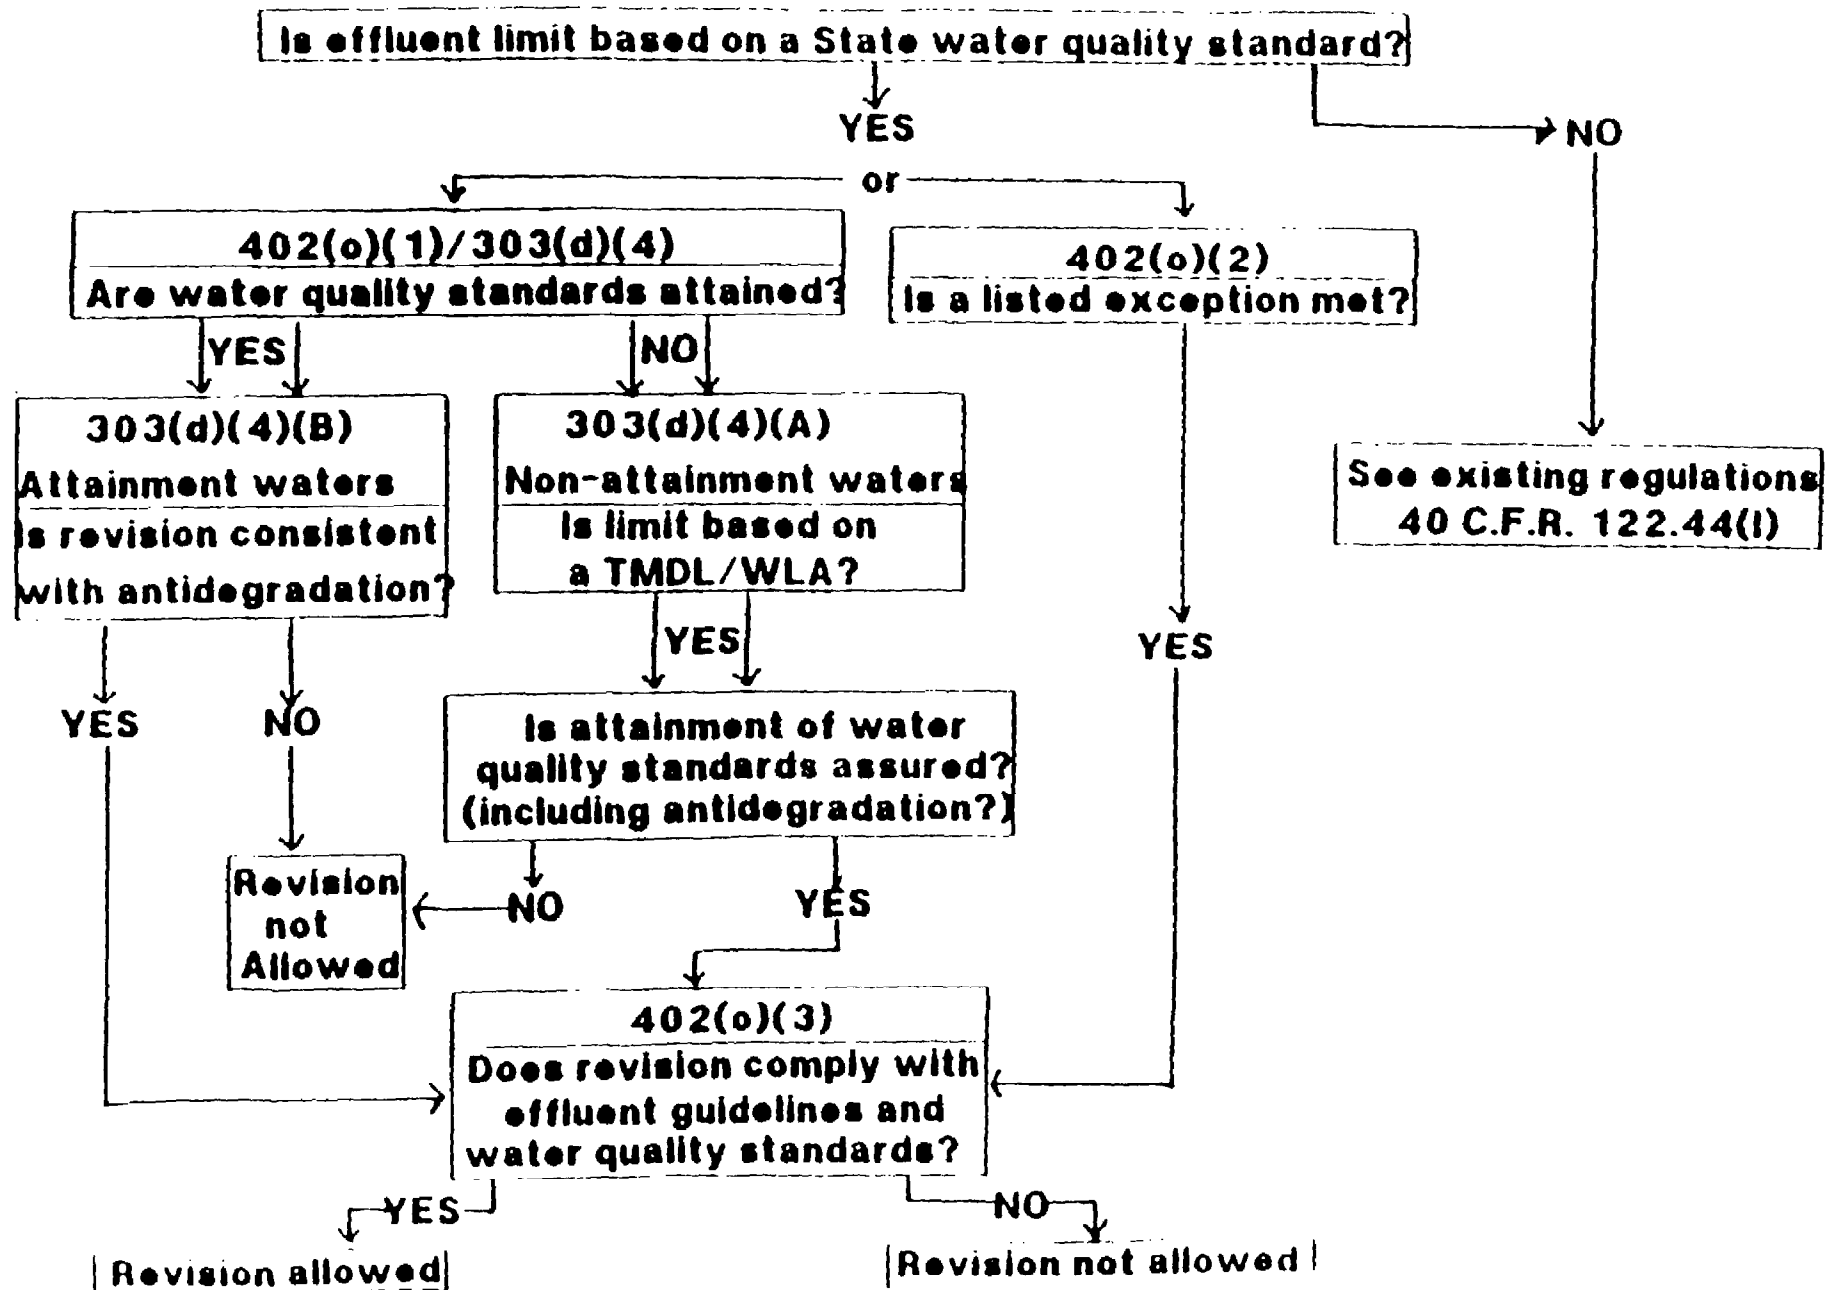 Is effluent limit based on a State water quality standard?
YES
NO
or
402(o)(1)/303(d)(4)
Are water quality standards attained?
402(o)(2)
Is a listed exception met?
YES
NO
303(d)(4)(B)
Attainment waters
Is revision consistent
with antidegradation?
303(d)(4)(A)
Non-attainment waters
Is limit based on
a TMDL/WLA?
See existing regulations
40 C.F.R. 122.44(l)
YES
YES
YES
NO
Is attainment of water
quality standards assured?
(including antidegradation?)
Revision
not
Allowed
NO
YES
402(o)(3)
Does revision comply with
effluent guidelines and
water quality standards?
YES
NO
Revision allowed
Revision not allowed